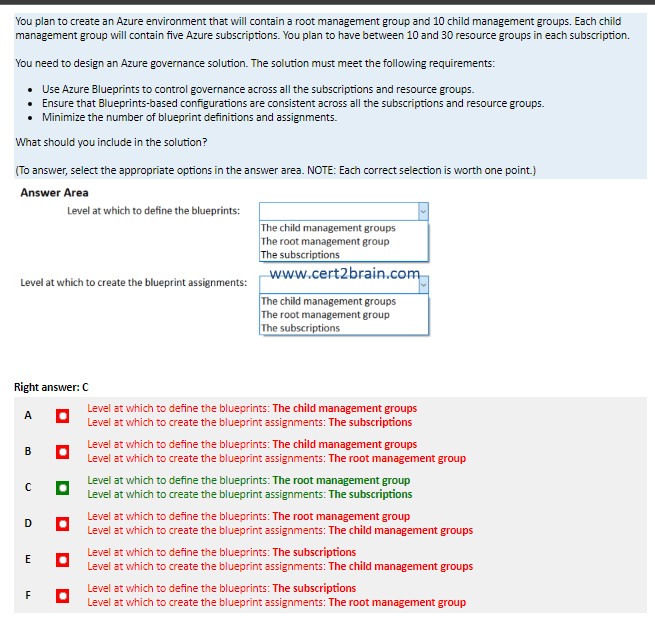 You plan to create an Azure environment that will contain a root management group and 10 child management groups. Each child
management group will contain five Azure subscriptions. You plan to have between 10 and 30 resource groups in each subscription.
You need to design an Azure governance solution. The solution must meet the following requirements:
• Use Azure Blueprints to control governance across all the subscriptions and resource groups.
• Ensure that Blueprints-based configurations are consistent across all the subscriptions and resource groups.
• Minimize the number of blueprint definitions and assignments.
What should you include in the solution?
(To answer, select the appropriate options in the answer area. NOTE: Each correct selection is worth one point.)
Answer Area
Level at which to define the blueprints:
The child management groups
The root management group
The subscriptions
www.cert2brain.com
Level at which to create the blueprint assignments:
The child management groups
The root management group
The subscriptions
Right answer: C
A
Level at which to define the blueprints: The child management groups
Level at which to create the blueprint assignments: The subscriptions
B
Level at which to define the blueprints: The child management groups
Level at which to create the blueprint assignments: The root management group
C
Level at which to define the blueprints: The root management group
Level at which to create the blueprint assignments: The subscriptions
D
Level at which to define the blueprints: The root management group
Level at which to create the blueprint assignments: The child management groups
E
Level at which to define the blueprints: The subscriptions
Level at which to create the blueprint assignments: The child management groups
F
Level at which to define the blueprints: The subscriptions
Level at which to create the blueprint assignments: The root management group